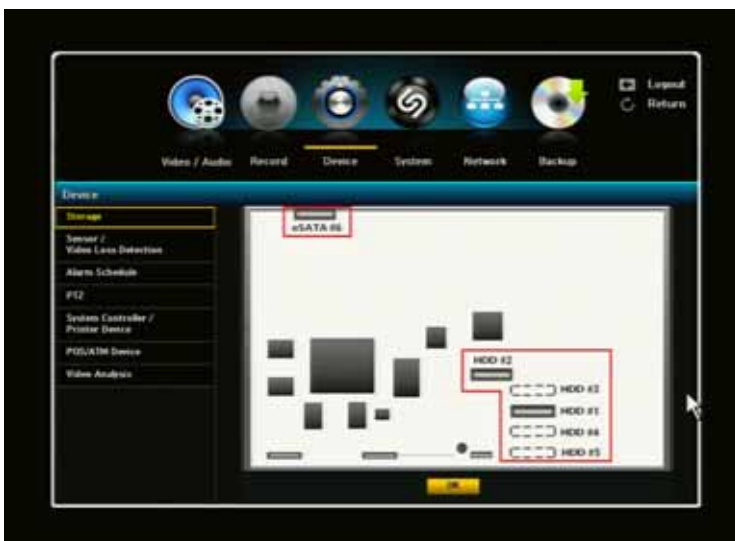 Logout
Return
Video / Audio Record Device System Network Backup
Device
Storage
Sensor /
Video Loss Detection
Alarm Schedule
PTZ
System Controller /
Printer Device
POS/ATM Device
Video Analysis
eSATA #6
HDD #2
HDD #3
HDD #1
HDD #4
HDD #5
OK